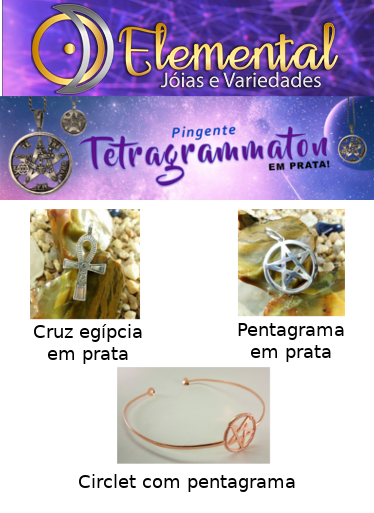 Elemental
Jóias e Variedades
Pingente
Tetragrammaton
EM PRATA!
Cruz egípcia
em prata
Pentagrama
em prata
Circlet com pentagrama